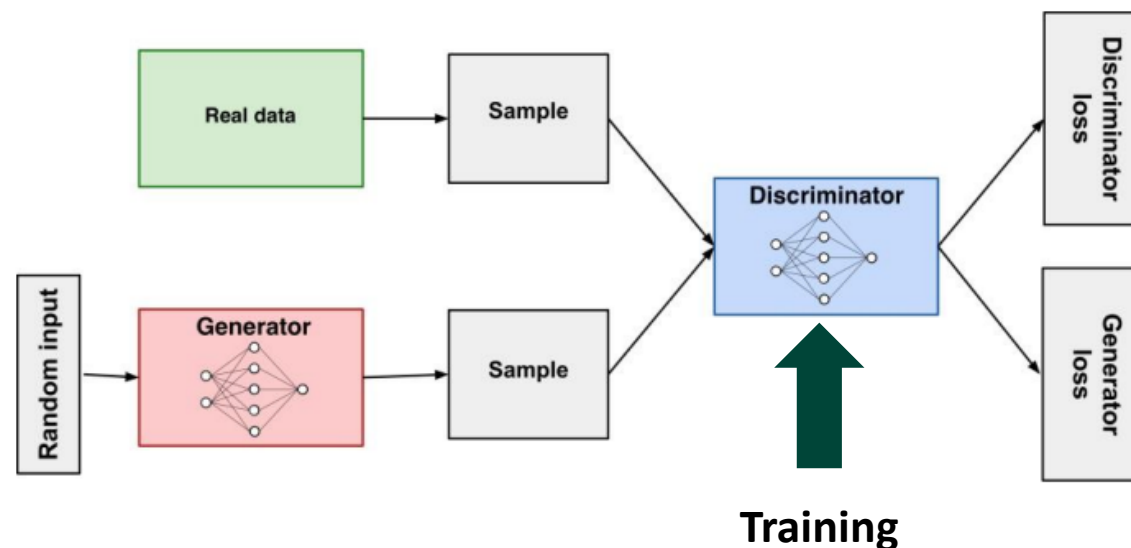 Real data
Sample
Discriminator
loss
Discriminator
Random input
Generator
Sample
Generator
loss
Training